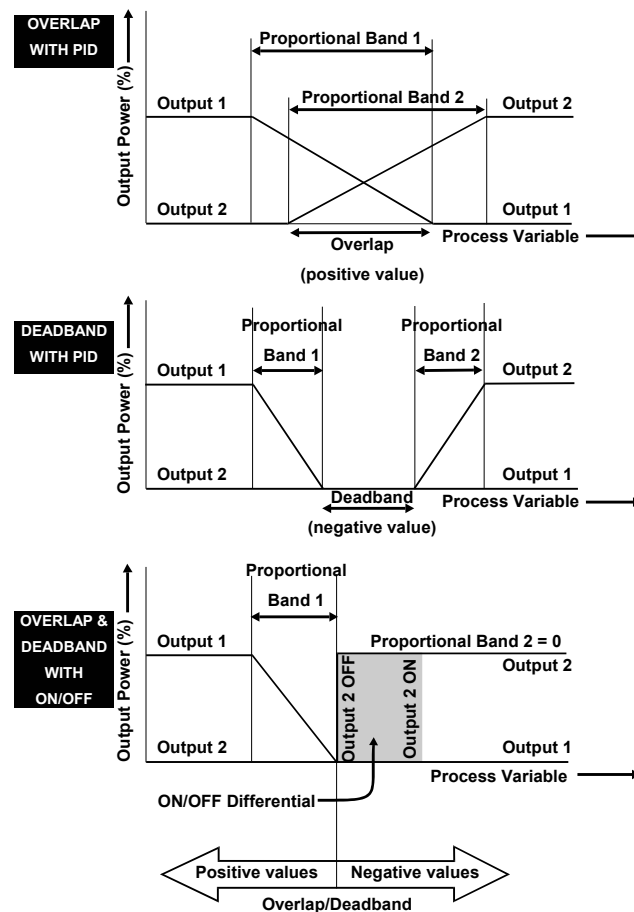 OVERLAP
WITH PID
Output Power (%)
Proportional Band 1
Proportional Band 2
Output 1
Output 2
Output 2
Output 1
Overlap
Process Variable
(positive value)
DEADBAND
WITH PID
Output Power (%)
Proportional
Band 1
Proportional
Band 2
Output 1
Output 2
Output 2
Output 1
Deadband
Process Variable
(negative value)
OVERLAP &
DEADBAND
WITH
ON/OFF
Output Power (%)
Proportional
Band 1
Output 1
Proportional Band 2 = 0
Output 2
Output 2 OFF
Output 2 ON
Output 2
Output 1
Process Variable
ON/OFF Differential
Positive values
Negative values
Overlap/Deadband